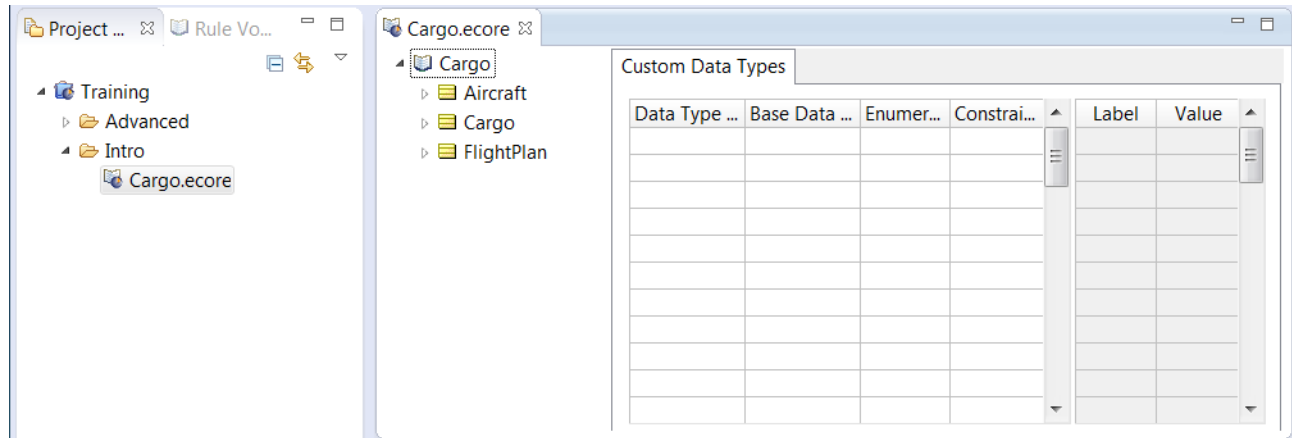 Project ... Rule Vo...
Training
Advanced
Intro
Cargo.ecore
Cargo.ecore
Cargo
Aircraft
Cargo
FlightPlan
Custom Data Types
Data Type ... Base Data ... Enumer... Constrai... Label Value